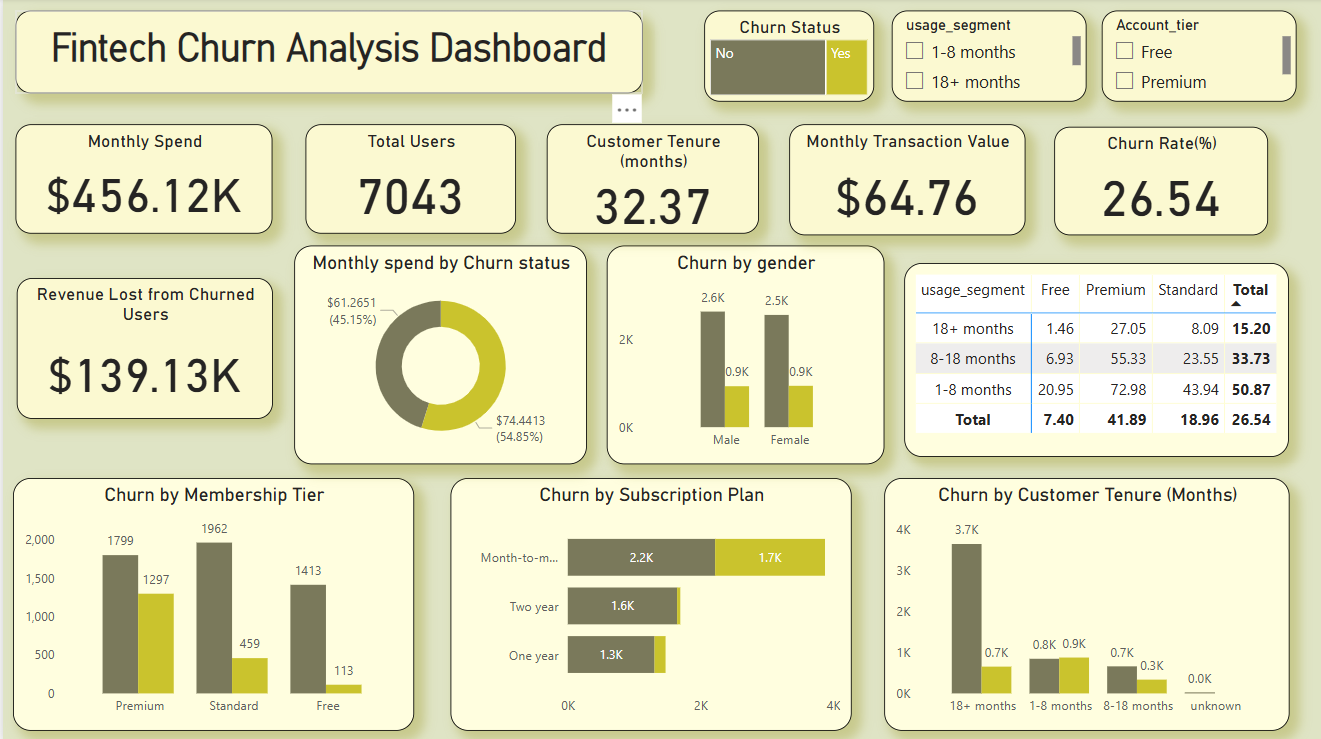 Fintech Churn Analysis Dashboard
Churn Status
No
Yes
usage_segment
1-8 months
18+ months
Account_tier
Free
Premium
Monthly Spend
$456.12K
Total Users
7043
Customer Tenure
(months)
32.37
Monthly Transaction Value
$64.76
Churn Rate(%)
26.54
Revenue Lost from Churned
Users
$139.13K
Monthly spend by Churn status
$61.2651
(45.15%)
$74.4413
(54.85%)
Churn by gender
2K
0K
2.6K
0.9K
2.5K
0.9K
Male
Female
usage_segment Free Premium Standard Total
18+ months 1.46 27.05 8.09 15.20
8-18 months 6.93 55.33 23.55 33.73
1-8 months 20.95 72.98 43.94 50.87
Total 7.40 41.89 18.96 26.54
Churn by Membership Tier
2,000
1,500
1,000
500
0
1799
1297
1962
459
1413
113
Premium
Standard
Free
Churn by Subscription Plan
Month-to-m... 2.2K 1.7K
Two year 1.6K
One year 1.3K
0K 2K 4K
Churn by Customer Tenure (Months)
4K
3K
2K
1K
0K
3.7K
0.7K
0.8K
0.9K
0.7K
0.3K
0.0K
18+ months
1-8 months
8-18 months
unknown